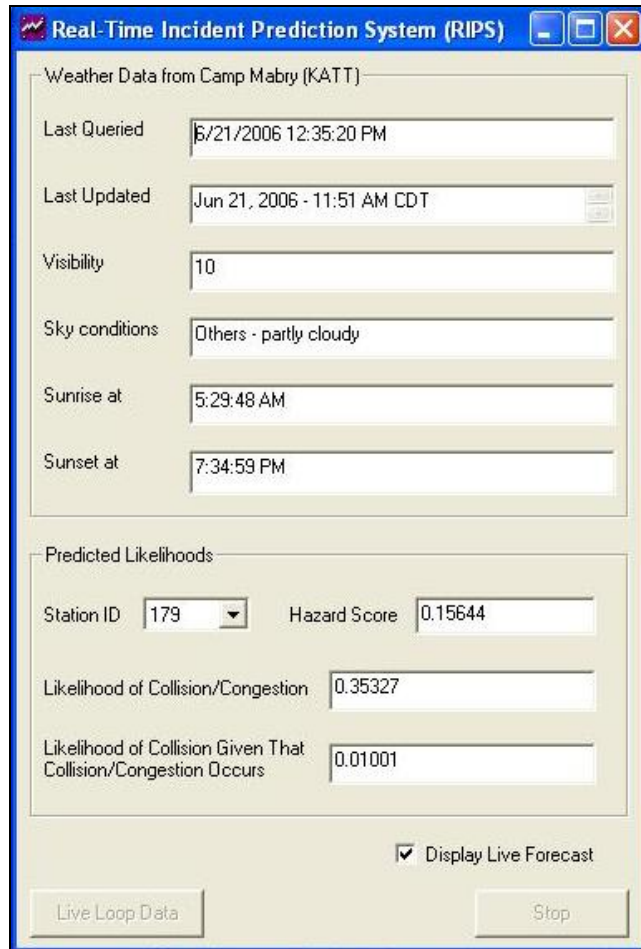 Real-Time Incident Prediction System (RIPS)
Weather Data from Camp Mabry (KATT)
Last Queried 6/21/2006 12:35:20 PM
Last Updated Jun 21, 2006 - 11:51 AM CDT
Visibility 10
Sky conditions Others - partly cloudy
Sunrise at 5:29:48 AM
Sunset at 7:34:59 PM
Predicted Likelihoods
Station ID 179 Hazard Score 0.15644
Likelihood of Collision/Congestion 0.35327
Likelihood of Collision Given That
Collision/Congestion Occurs 0.01001
Display Live Forecast
Live Loop Data Stop